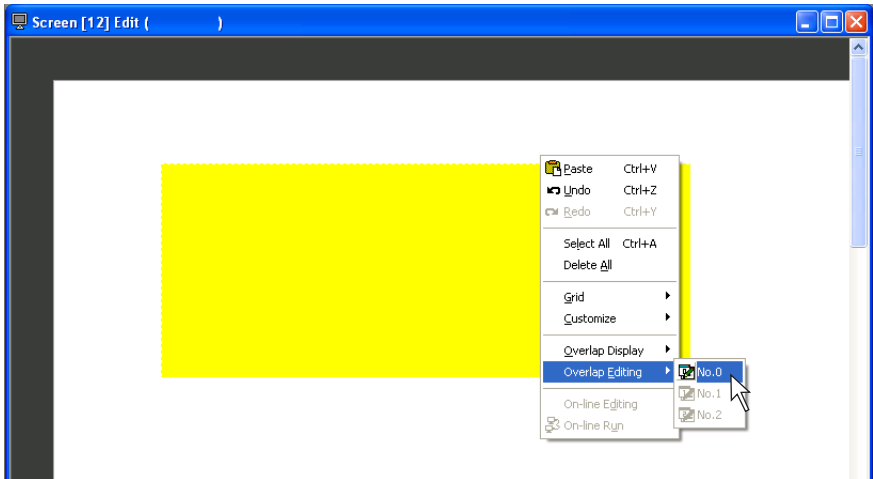 Screen [12] Edit ( )
Paste Ctrl+V
Undo Ctrl+Z
Redo Ctrl+Y
Select All Ctrl+A
Delete All
Grid
Customize
Overlap Display
Overlap Editing
No.0
No.1
No.2
On-line Editing
On-line Run